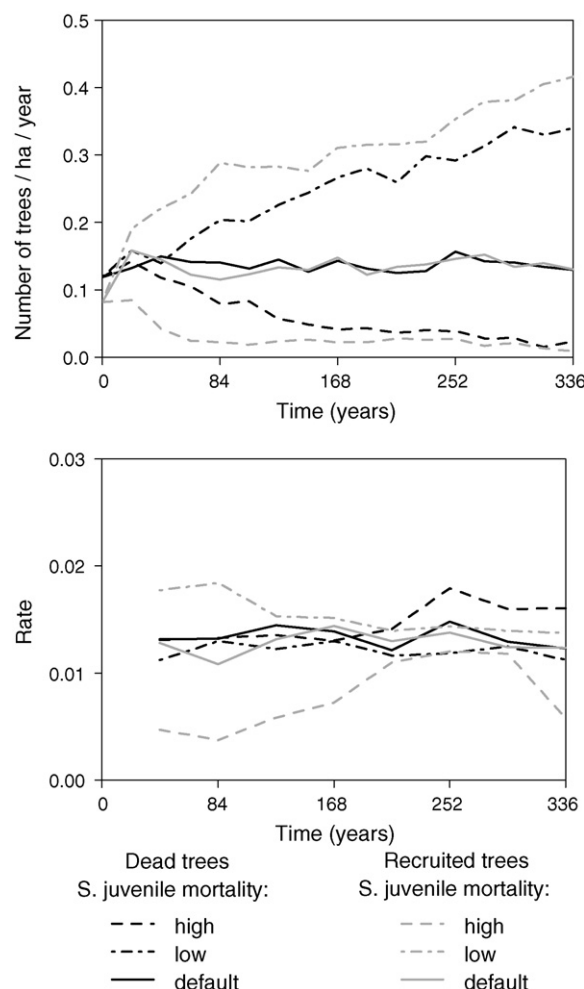 0.5
0.4
0.3
0.2
0.1
0.0
Number of trees / ha / year
0 84 168 252 336
Time (years)
0.03
0.02
0.01
0.00
Rate
0 84 168 252 336
Time (years)
Dead trees Recruited trees
S. juvenile mortality: S. juvenile mortality:
high high
low low
default default